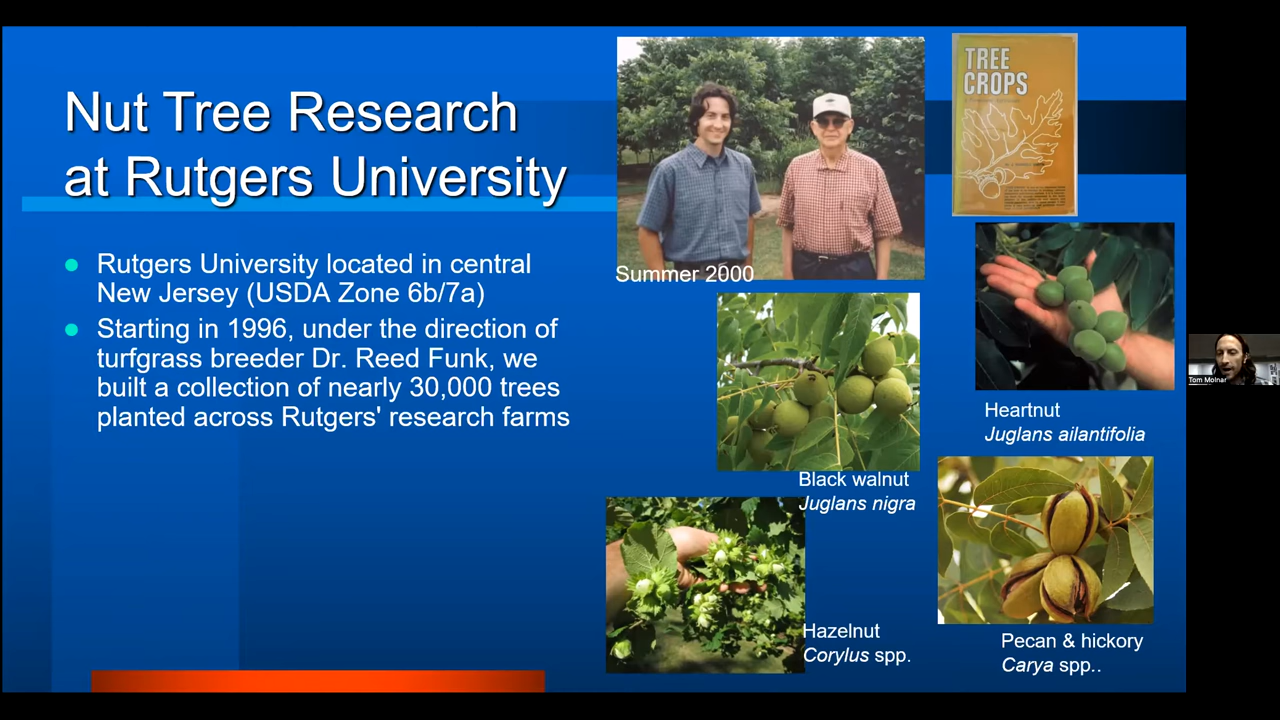 Nut Tree Research
at Rutgers University
Rutgers University located in central
New Jersey (USDA Zone 6b/7a)
Starting in 1996, under the direction of
turfgrass breeder Dr. Reed Funk, we
built a collection of nearly 30,000 trees
planted across Rutgers' research farms
Summer 2000
TREE
CROPS
Heartnut
Juglans ailantifolia
Black walnut
Juglans nigra
Hazelnut
Corylus spp.
Pecan & hickory
Carya spp..
Tom Molnar